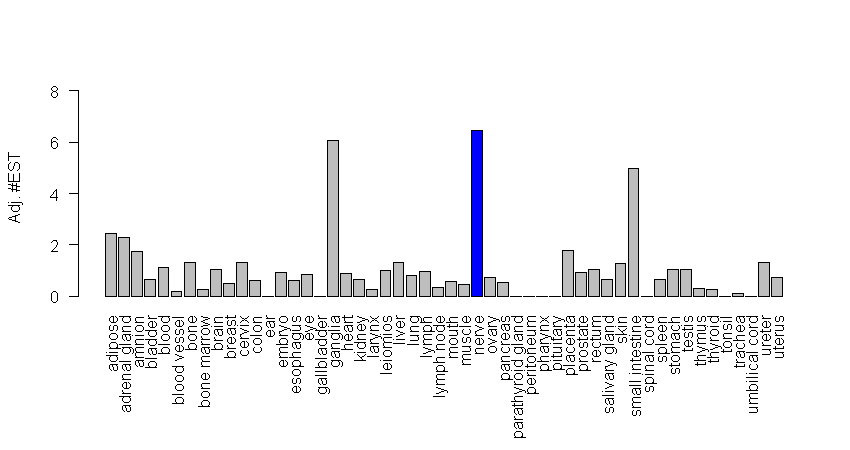 8
6
4
2
0
Adj. #EST
adipose
adrenal gland
amnion
bladder
blood
blood vessel
bone
bone marrow
brain
breast
cervix
colon
ear
embryo
esophagus
eye
gallbladder
ganglia
heart
kidney
larynx
leiomios
liver
lung
lymph
lymph node
mouth
muscle
nerve
ovary
pancreas
parathyroid gland
peritoneum
pharynx
pituitary
placenta
prostate
rectum
salivary gland
skin
small intestine
spinal cord
spleen
stomach
testis
thymus
thyroid
tonsil
trachea
umbilical cord
ureter
uterus